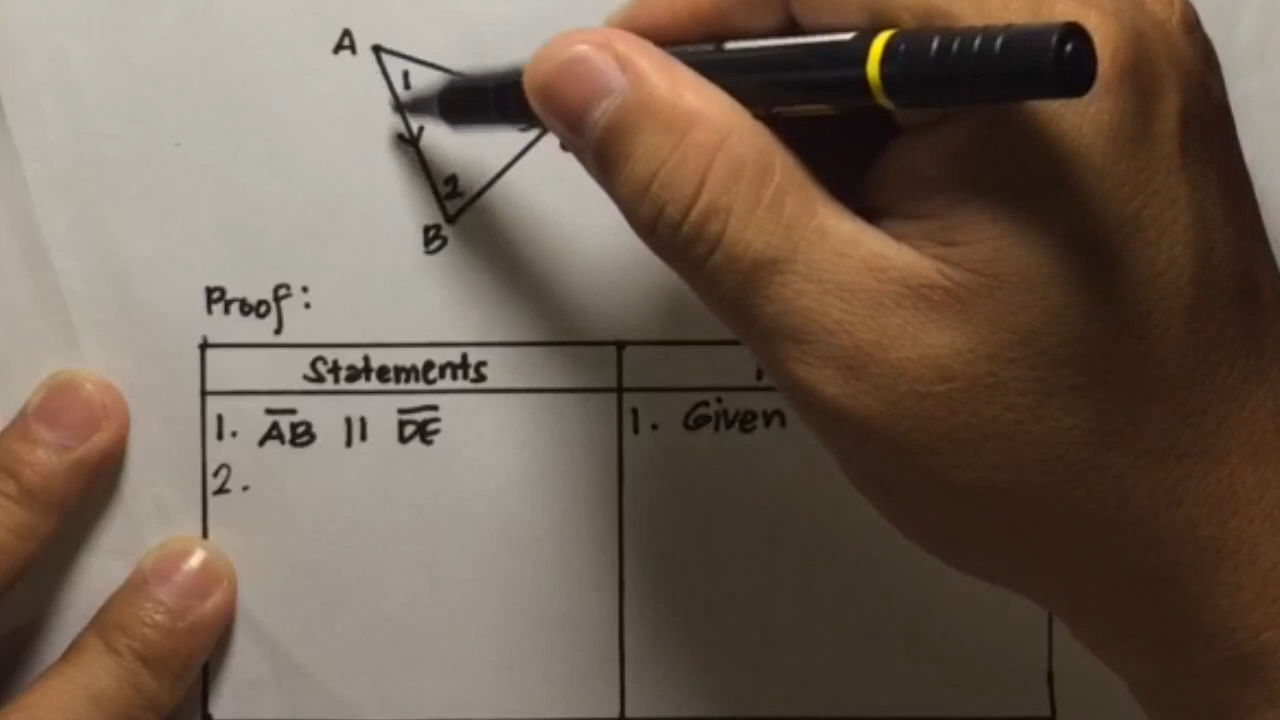 A
1
2
B
Proof:
Statements
1. AB || DE
1. Given
2.